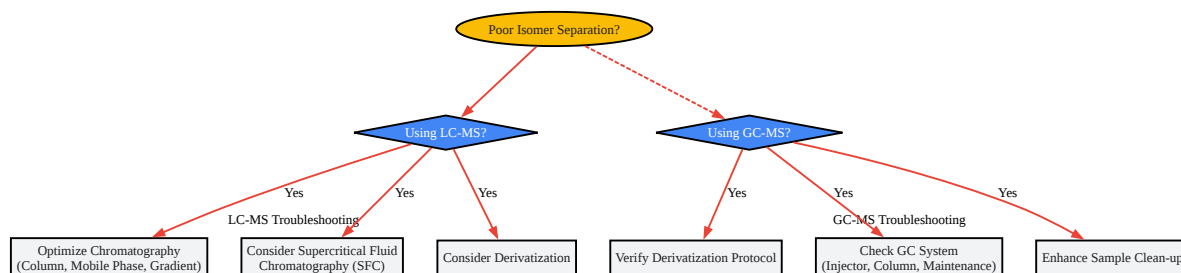 Poor Isomer Separation?
Using LC-MS?
Using GC-MS?
Yes
Yes
Yes
Yes
Yes
Yes
LC-MS Troubleshooting
GC-MS Troubleshooting
Optimize Chromatography
(Column, Mobile Phase, Gradient)
Consider Supercritical Fluid
Chromatography (SFC)
Consider Derivatization
Verify Derivatization Protocol
Check GC System
(Injector, Column, Maintenance)
Enhance Sample Clean-up